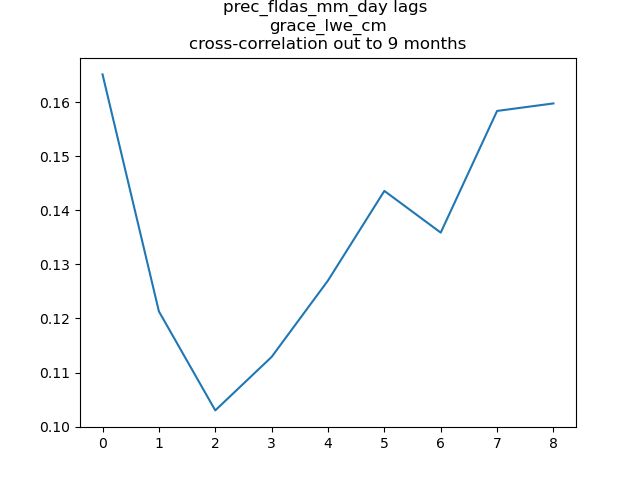 prec_fldas_mm_day lags
grace_lwe_cm
cross-correlation out to 9 months
0.16
0.15
0.14
0.13
0.12
0.11
0.10
0 1 2 3 4 5 6 7 8